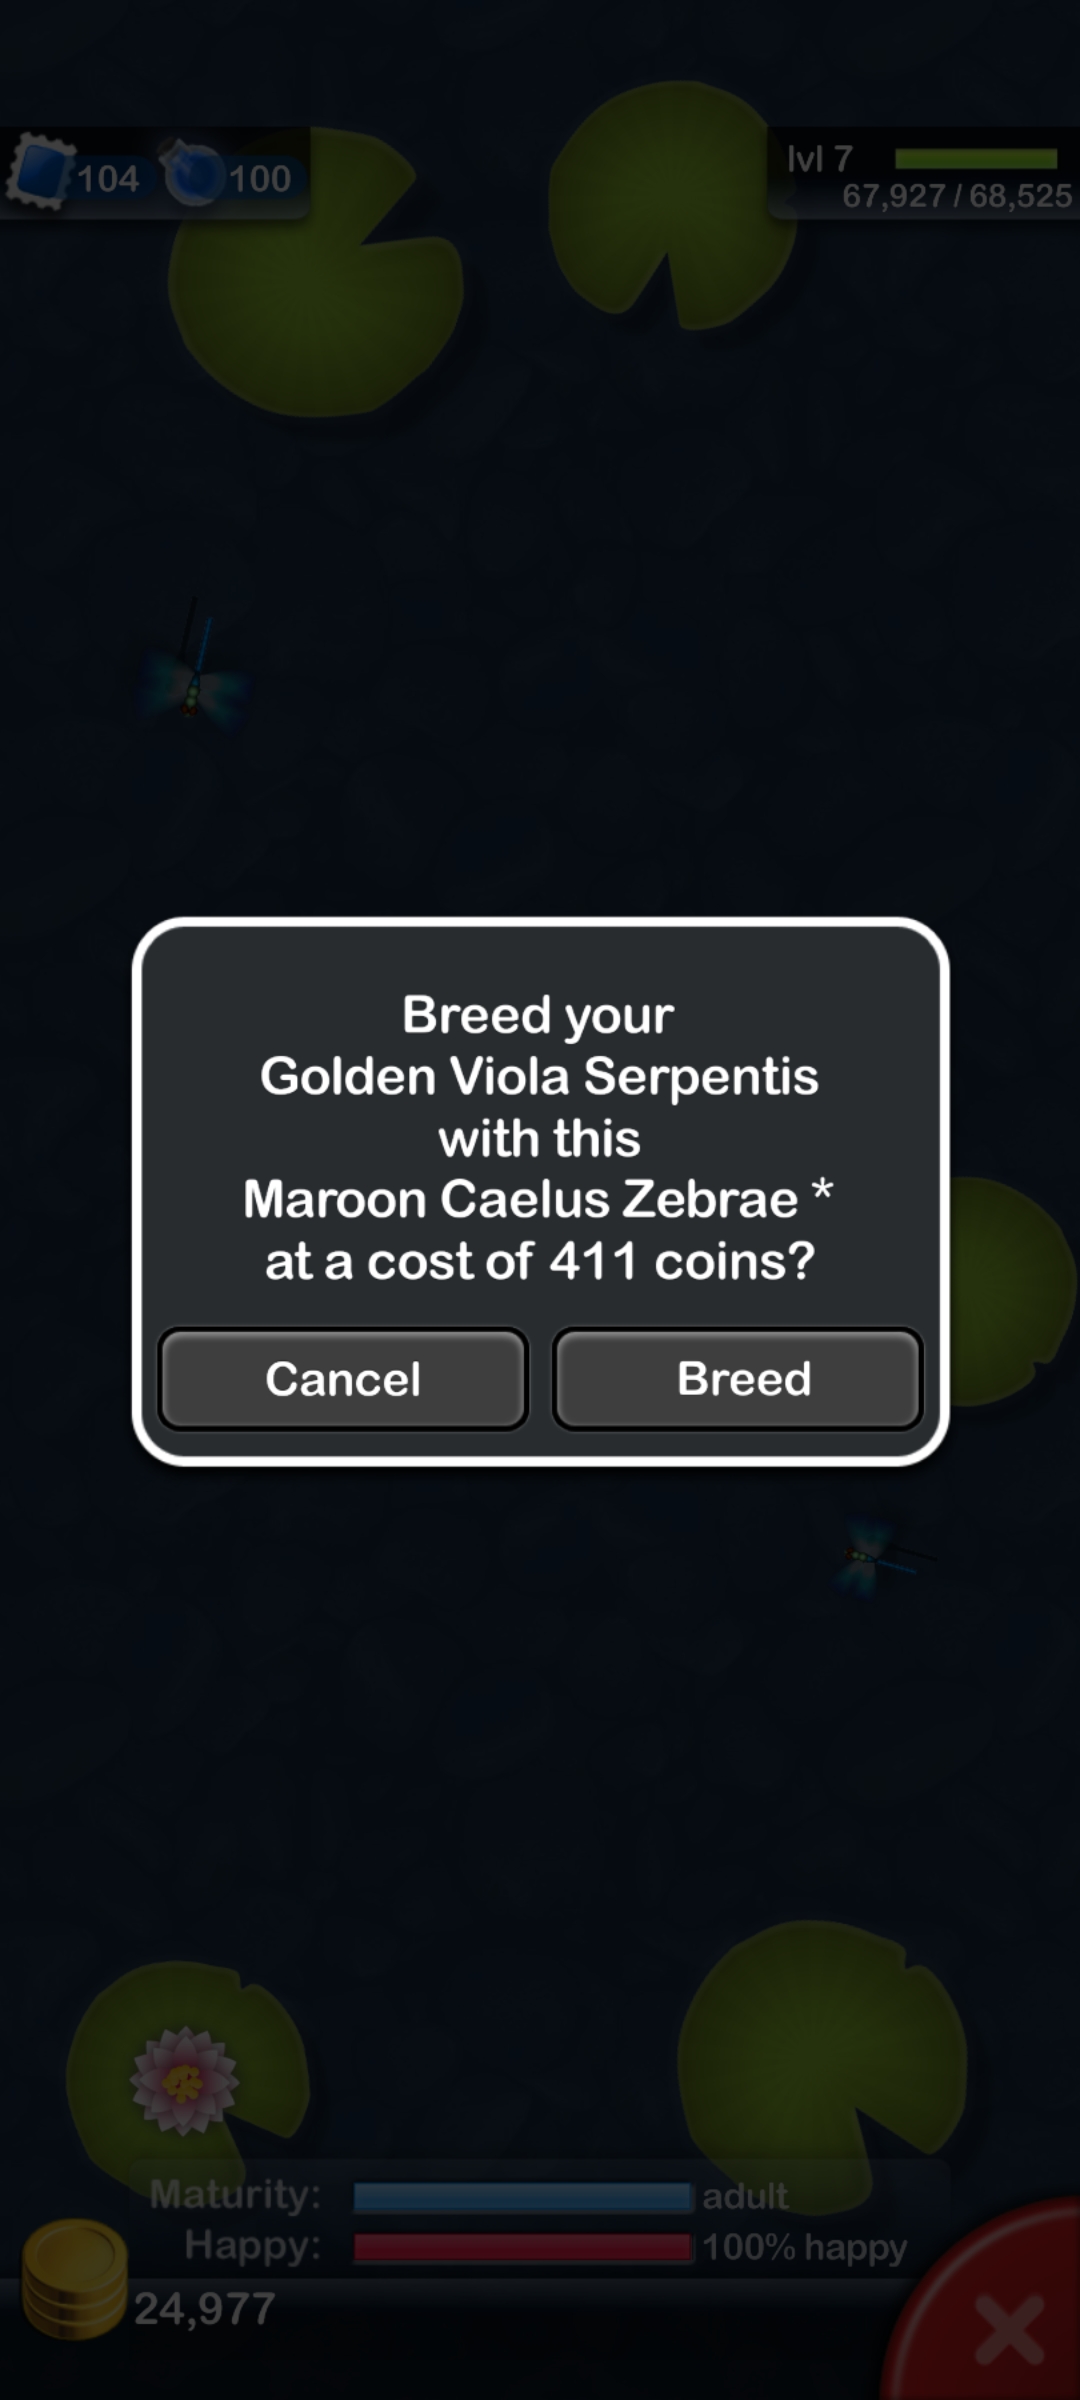 104 100
lvl 7
67,927 / 68,525
Breed your
Golden Viola Serpentis
with this
Maroon Caelus Zebrae *
at a cost of 411 coins?
Cancel Breed
Maturity: adult
Happy: 100% happy
24,977